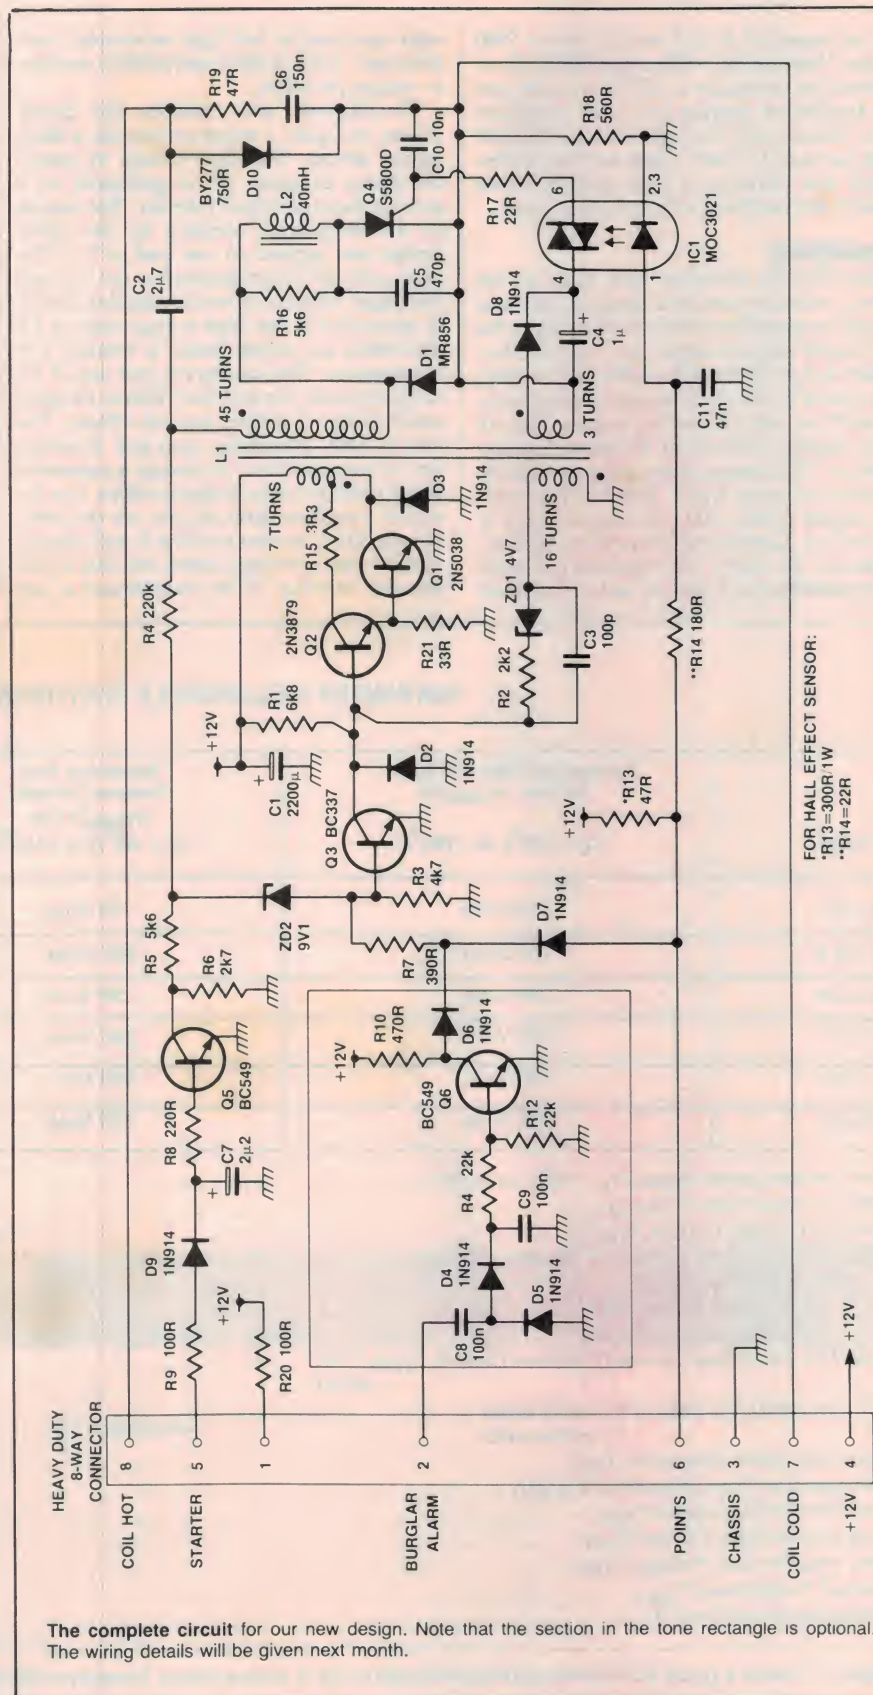 HEAVY DUTY
8-WAY
CONNECTOR
COIL HOT 8
STARTER 5
1
BURGLAR
ALARM
2
POINTS 6
CHASSIS 3
COIL COLD 7
+12V 4
+12V
R9 100R
D9
1N914
R8 220R
C7
2µ2
+
Q5
BC549
R6
2k7
R5 5k6
R4 220k
C2
2µ7
R20 100R
+12V
C8
100n
D4
1N914
D5
1N914
C9
100n
R4 22k
R12
22k
BC549
Q6
+12V
R10
470R
D6
1N914
R7
390R
D7
1N914
ZD2
9V1
R3
4k7
Q3 BC337
D2
1N914
+12V
+
C1
2200µ
R1
6k8
2N3879
Q2
R21
33R
R15 3R3
7 TURNS
Q1
2N5038
D3
1N914
R2 2k2
ZD1 4V7
C3
100p
16 TURNS
L1
45 TURNS
3 TURNS
D1
MR856
R16
5k6
C5
470p
L2
40mH
Q4
S5800D
BY277
750R
D10
R19
47R
C6
150n
C10 10n
D8
1N914
+
C4
1µ
R17
22R
R18
560R
6
4
2,3
1
IC1
MOC3021
C11
47n
**R14 180R
+12V
*R13
47R
FOR HALL EFFECT SENSOR:
*R13=300R/1W
**R14=22R
The complete circuit for our new design. Note that the section in the tone rectangle is optional.
The wiring details will be given next month.